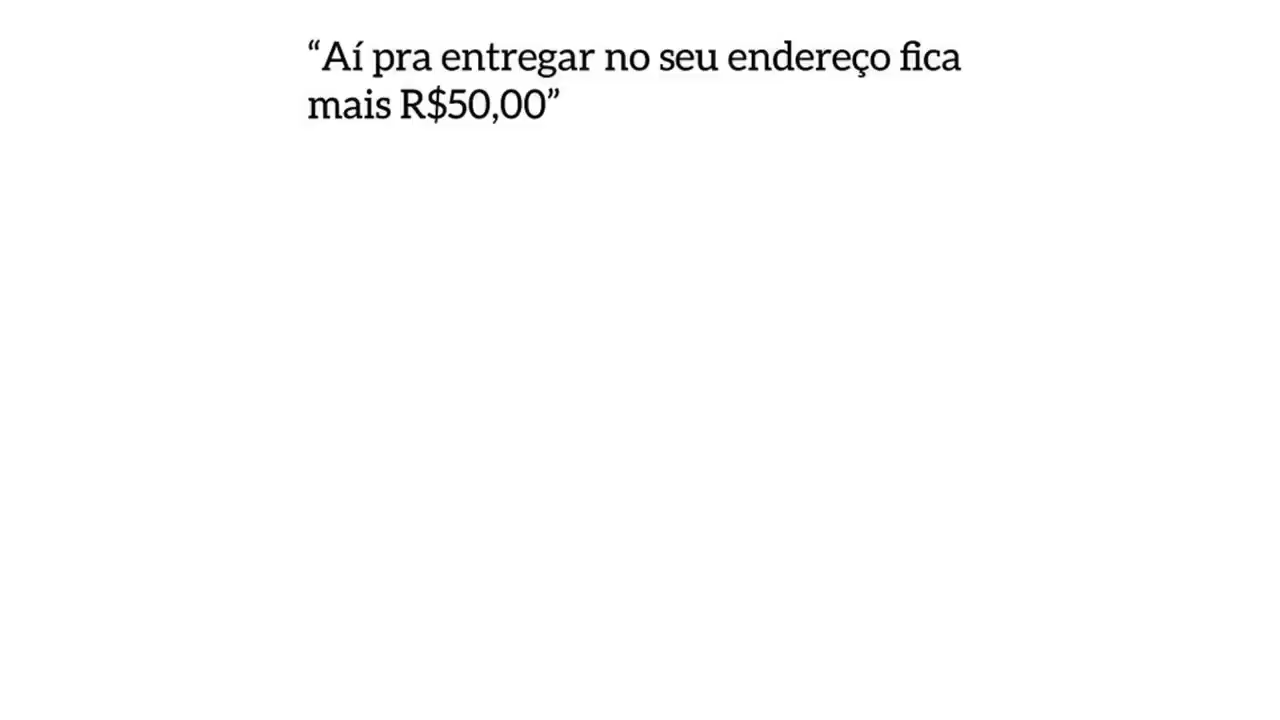 “Aí pra entregar no seu endereço fica
mais R$50,00”